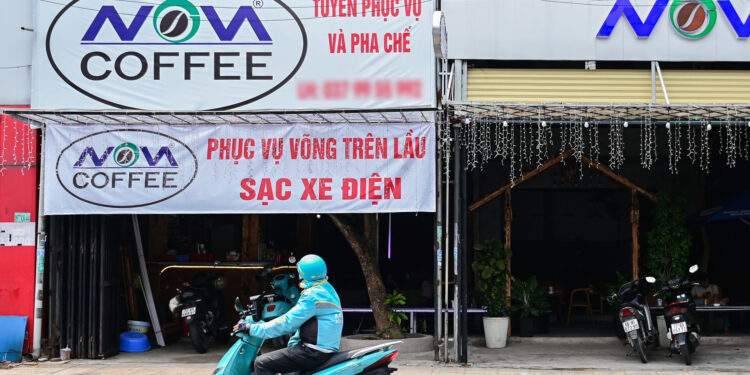 NOVA®
COFFEE
TUYỂN PHỤC VỤ
VÀ PHA CHẾ
NOVA
NOVA
COFFEE
PHỤC VỤ VÕNG TRÊN LẦU
SẠC XE ĐIỆN